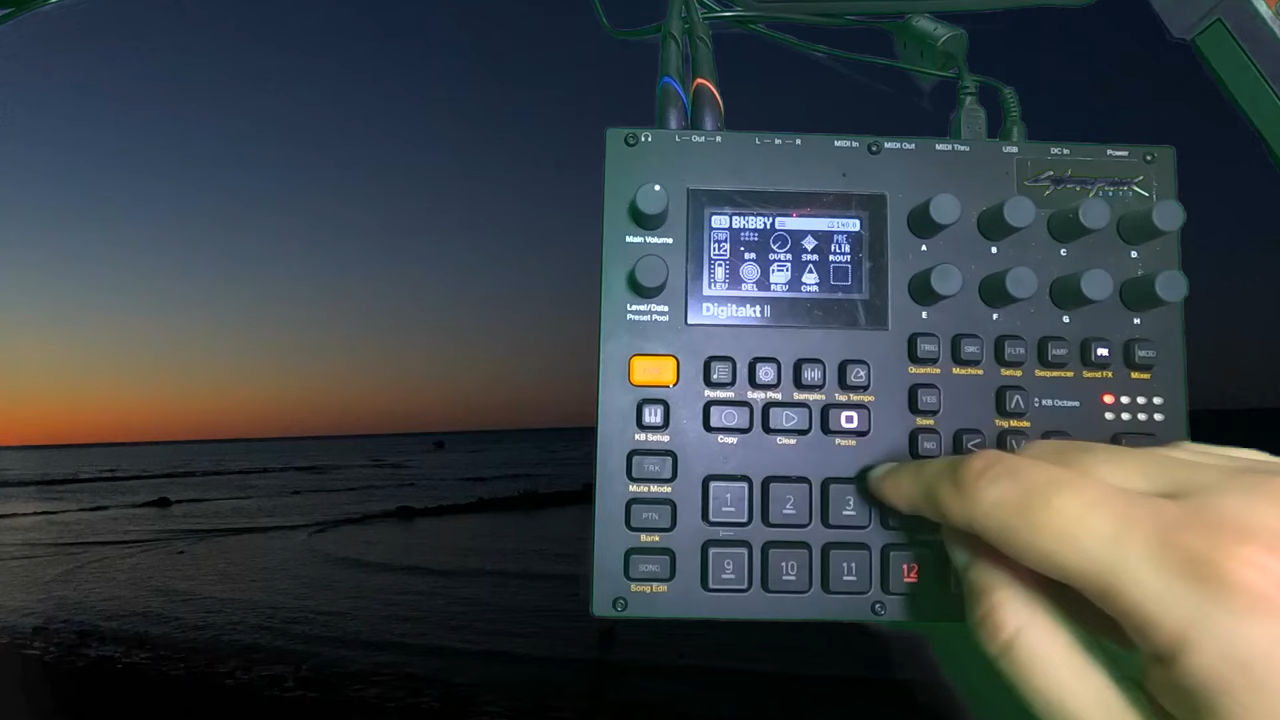 L — Out — R
L — In — R
MIDI In
MIDI Out
MIDI Thru
USB
DC In
Power
Cyberpunk
2077
Main Volume
BKBBY
140.0
SMP
12
BR
OVER
SRR
PRE
FLTR
ROUT
LEV
DEL
REV
CHR
Level/Data
Preset Pool
Digitakt II
A
B
C
D
E
F
G
H
TRIG
SRC
FLTR
AMP
FX
MOD
Quantize
Machine
Setup
Sequencer
Send FX
Mixer
Perform
Save Proj
Samples
Tap Tempo
YES
KB Octave
Save
Trig Mode
KB Setup
Copy
Clear
Paste
NO
TRK
Mute Mode
1
2
3
PTN
Bank
SONG
Song Edit
9
10
11
12